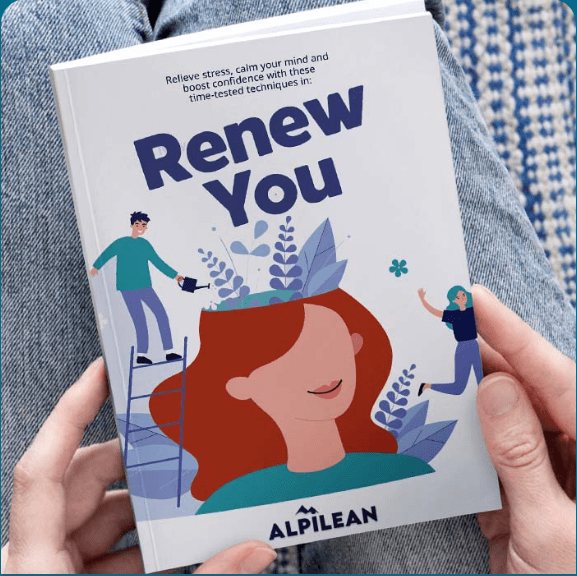 Relieve stress, calm your mind and
boost confidence with these
time-tested techniques in:
Renew
You
ALPILEAN